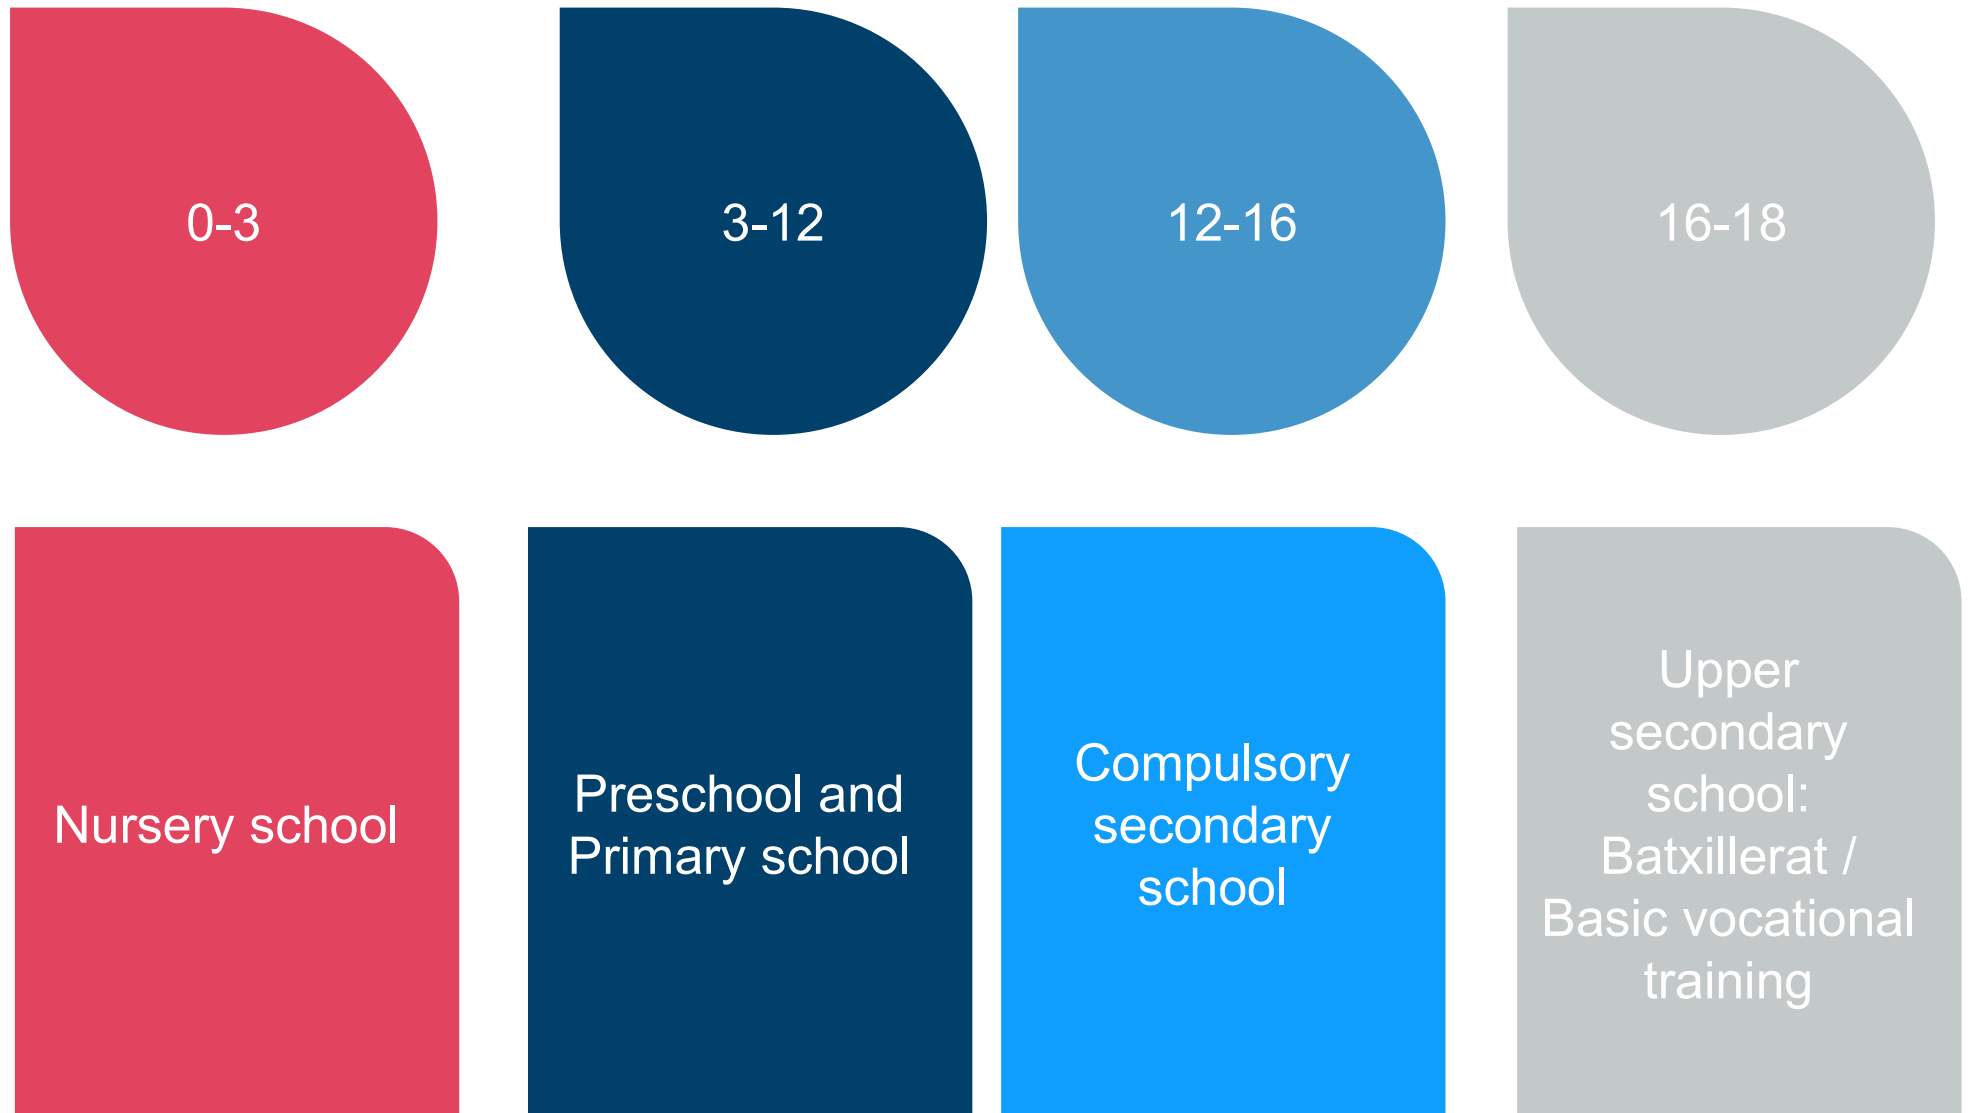 0-3
3-12
12-16
16-18
Nursery school
Preschool and
Primary school
Compulsory
secondary
school
Upper
secondary
school:
Batxillerat /
Basic vocational
training